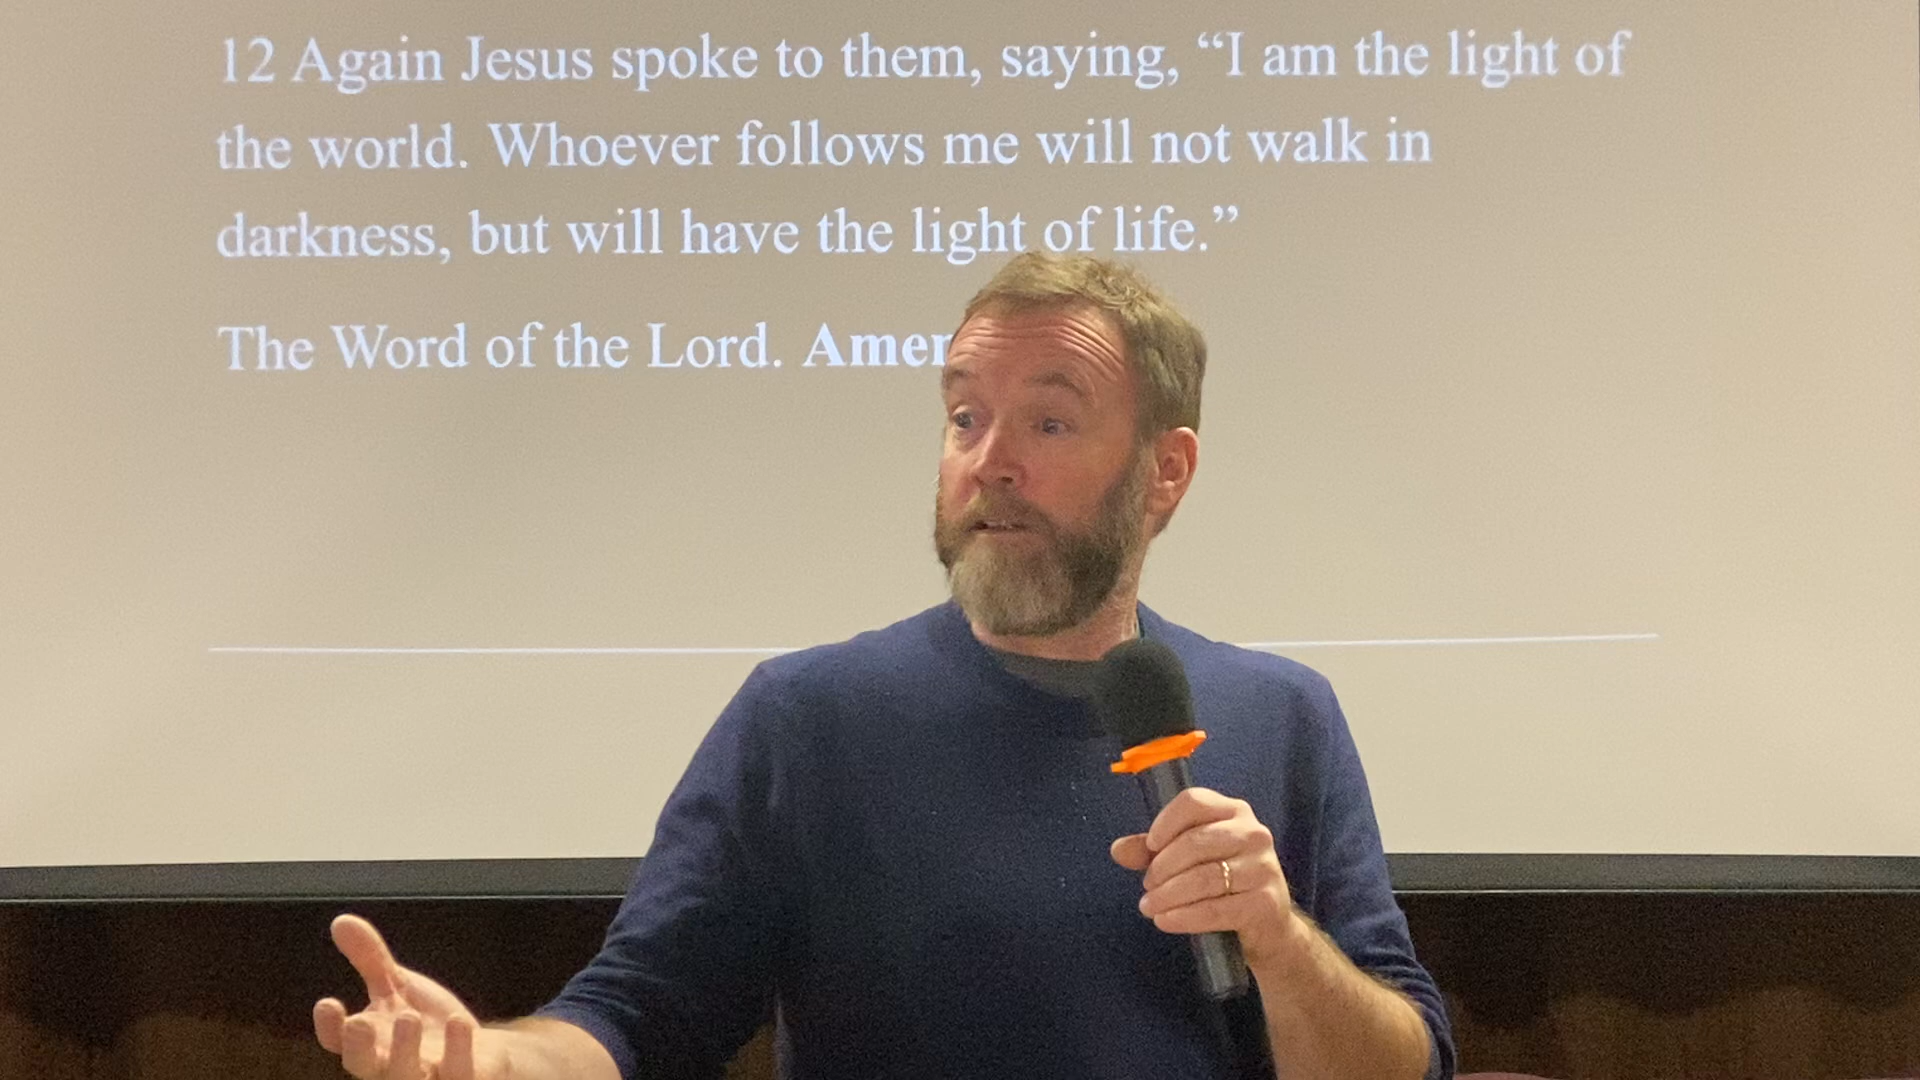 12 Again Jesus spoke to them, saying, “I am the light of
the world. Whoever follows me will not walk in
darkness, but will have the light of life.”
The Word of the Lord. Amen